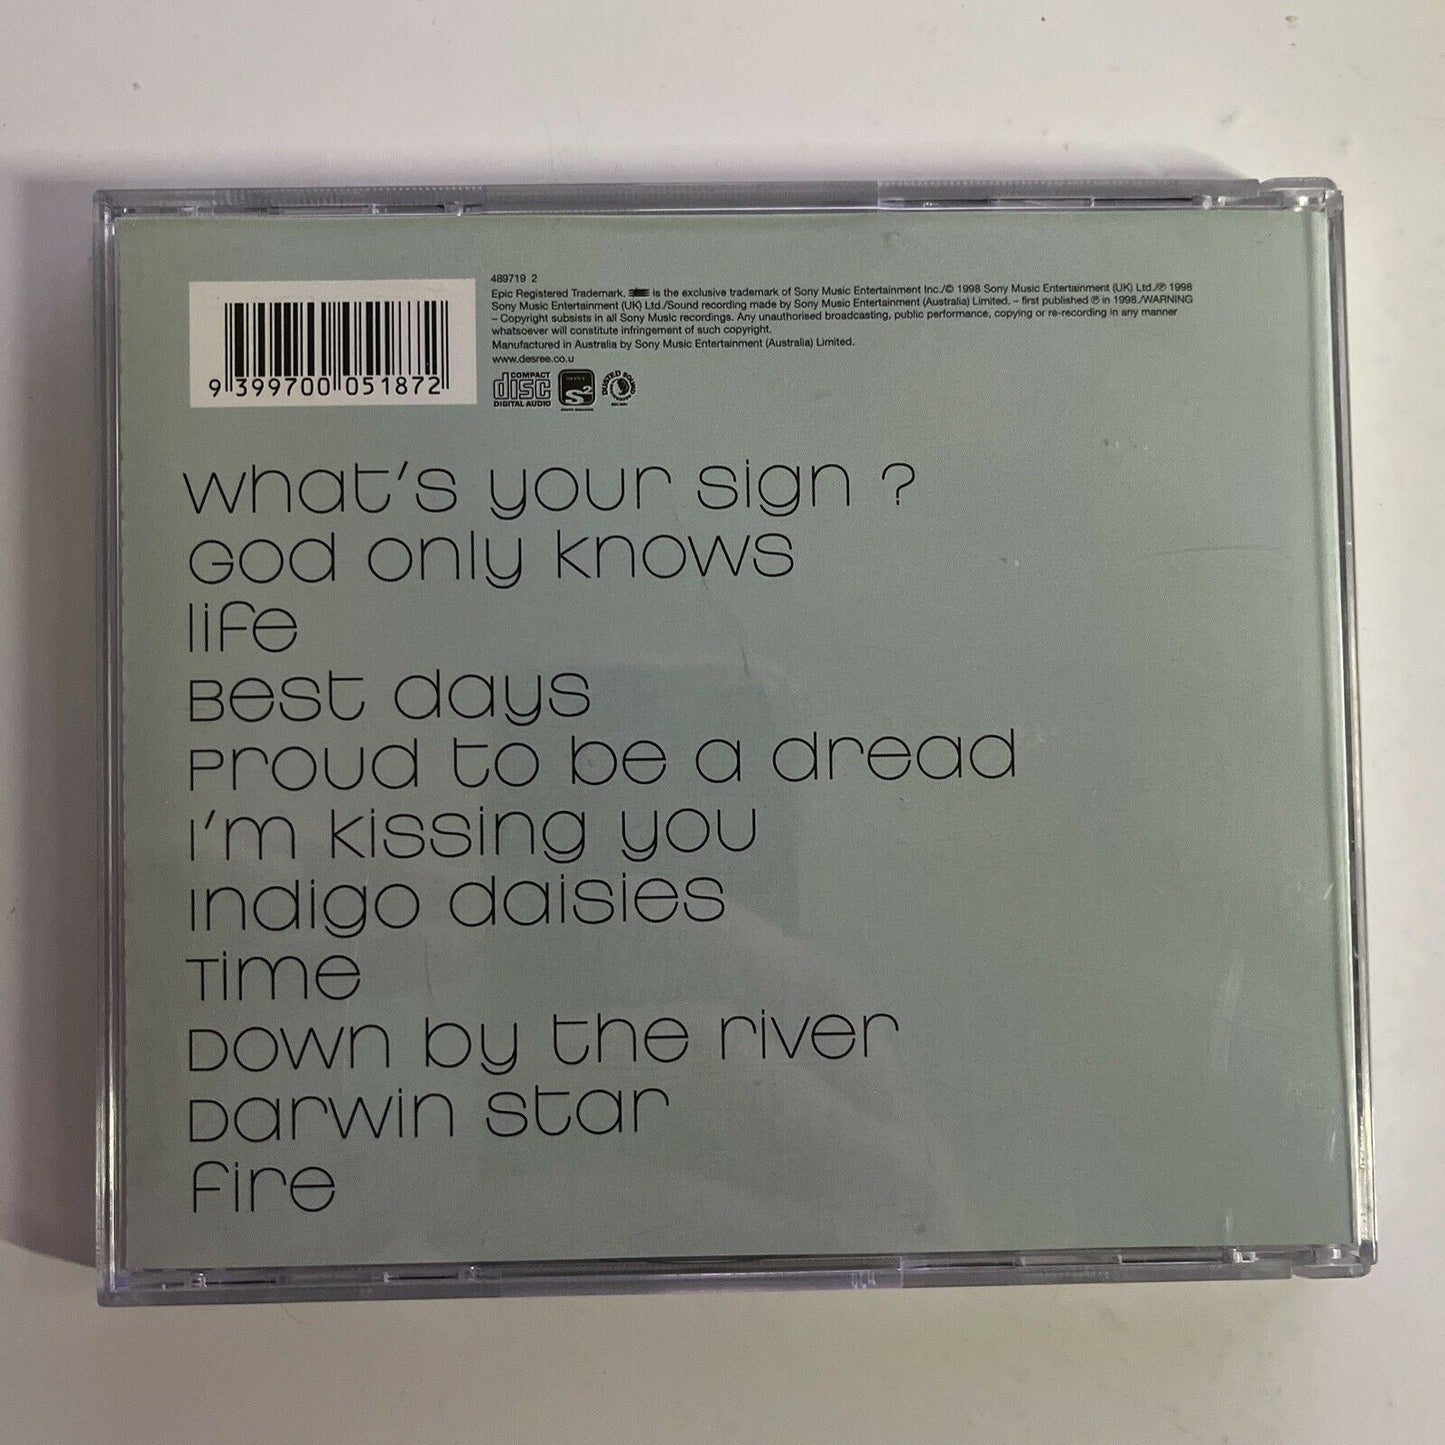 489719 2
Epic Registered Trademark. is the exclusive trademark of Sony Music Entertainment Inc./© 1998 Sony Music Entertainment (UK) Ltd./℗ 1998
Sony Music Entertainment (UK) Ltd./Sound recording made by Sony Music Entertainment (Australia) Limited. – first published ℗ in 1998./WARNING
– Copyright subsists in all Sony Music recordings. Any unauthorised broadcasting, public performance, copying or re-recording in any manner
whatsoever will constitute infringement of such copyright.
Manufactured in Australia by Sony Music Entertainment (Australia) Limited.
www.desree.co.u
9 399700 051872
COMPACT
disc
DIGITAL AUDIO
SONY
S2
DUSTED SOUND
What's your sign ?
God only knows
life
Best days
Proud to be a dread
I'm kissing you
Indigo daisies
Time
Down by the river
Darwin star
fire